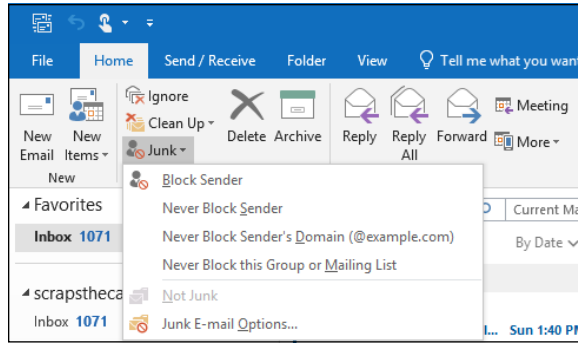 File Home Send / Receive Folder View Tell me what you want
Ignore
Clean Up
Junk
New Email
New Items
Delete Archive
Reply Reply All Forward
Meeting
More
New
Block Sender
Never Block Sender
Never Block Sender's Domain (@example.com)
Never Block this Group or Mailing List
Not Junk
Junk E-mail Options...
Favorites
Inbox 1071
Current
By Date
Inbox 1071
Sun 1:40